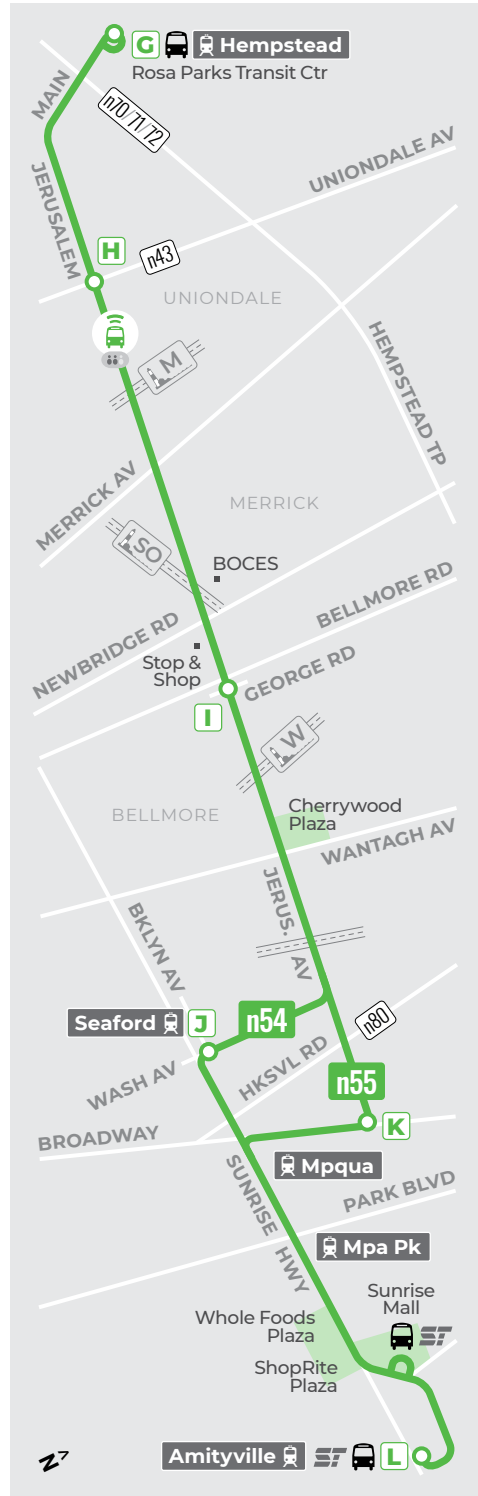 G Hempstead
Rosa Parks Transit Ctr
MAIN
n70/71/72
UNIONDALE AV
JERUSALEM
H
n43
UNIONDALE
HEMPSTEAD TP
M
MERRICK AV
MERRICK
SO
BOCES
BELLMORE RD
NEWBRIDGE RD
Stop &
Shop
GEORGE RD
I
W
BELLMORE
Cherrywood
Plaza
WANTAGH AV
JERUS. AV
BKLYN AV
Seaford J
n54
n80
WASH AV
HKSVL RD
n55
BROADWAY
K
Mpqua
SUNRISE HWY
PARK BLVD
Mpa Pk
Sunrise
Mall
Whole Foods
Plaza
ST
ShopRite
Plaza
N
Amityville ST L